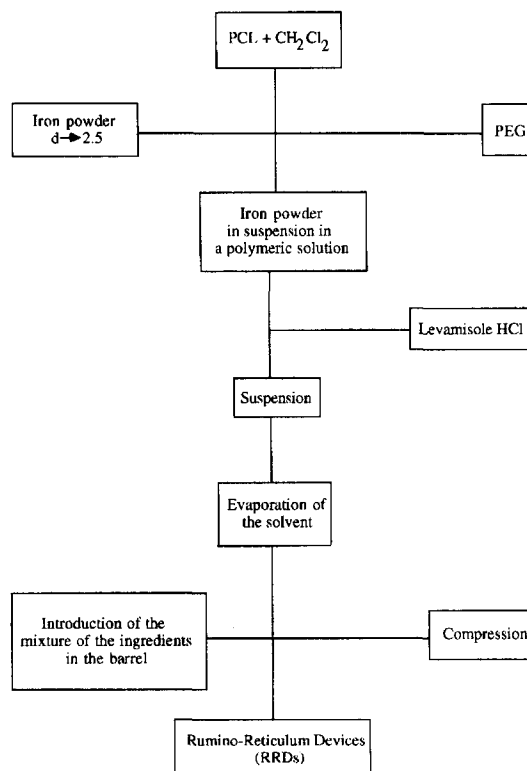 PCL + CH2Cl2
Iron powder
d→2.5
PEG
Iron powder
in suspension in
a polymeric solution
Levamisole HCl
Suspension
Evaporation of
the solvent
Introduction of the
mixture of the ingredients
in the barrel
Compression
Rumino-Reticulum Devices
(RRDs)